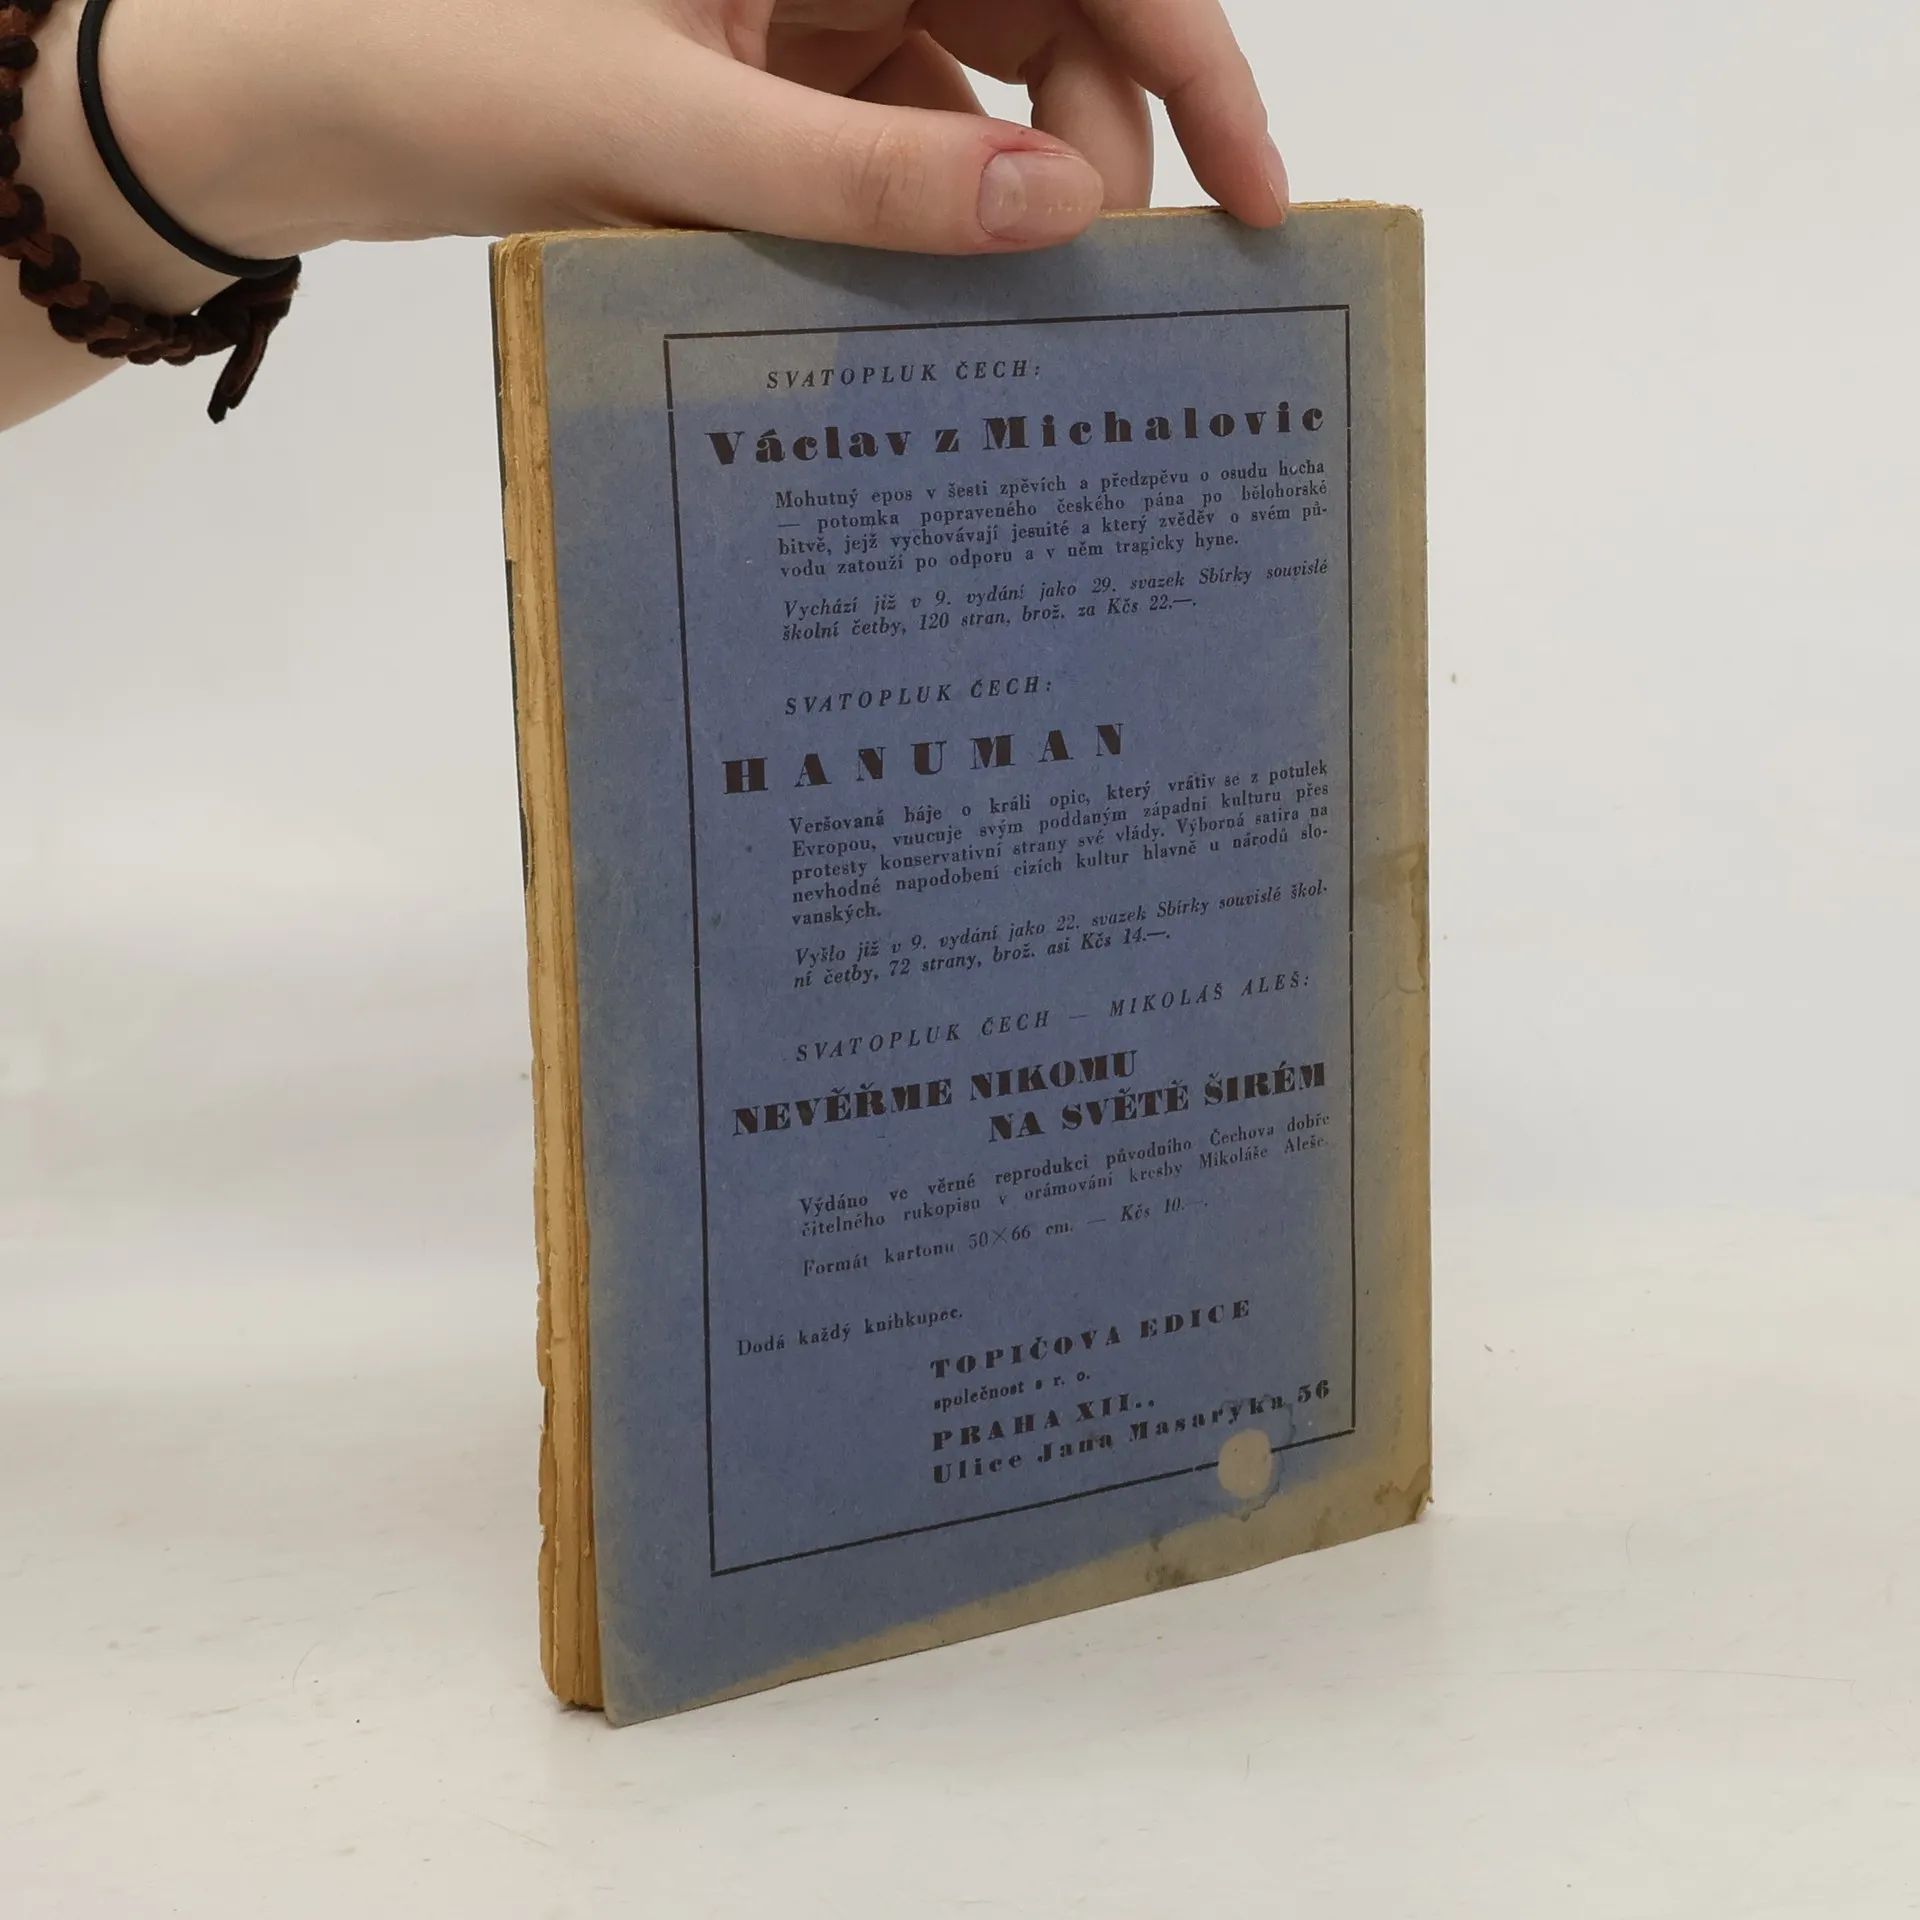 SVATOPLUK ČECH:
Václav z Michalovic
Mohutný epos v šesti zpěvích a předzpěvu o osudu hocha
— potomka popraveného českého pána po bělohorské
bitvě, jejž vychovávají jesuité a který zvěděv o svém pů-
vodu zatouží po odporu a v něm tragicky hyne.
Vychází již v 9. vydání jako 29. svazek Sbírky souvislé
školní četby, 120 stran, brož. za Kčs 22.—.
SVATOPLUK ČECH:
HANUMAN
Veršovaná báje o králi opic, který vrátiv se z potulek
Evropou, vnucuje svým poddaným západní kulturu přes
protesty konservativní strany své vlády. Výborná satira na
nevhodné napodobení cizích kultur hlavně u národů slo-
vanských.
Vyšlo již v 9. vydání jako 22. svazek Sbírky souvislé škol-
ní četby, 72 strany, brož. asi Kčs 14.—.
SVATOPLUK ČECH — MIKOLÁŠ ALEŠ:
NEVĚŘME NIKOMU
NA SVĚTĚ ŠIRÉM
Výdáno ve věrné reprodukci původního Čechova dobře
čitelného rukopisu v orámování kresby Mikoláše Alеše.
Formát kartonu 50×66 cm. — Kčs 10.—.
Dodá každý knihkupec.
TOPIČOVA EDICE
společnost s r. o.
PRAHA XII.,
Ulice Jana Masaryka 56